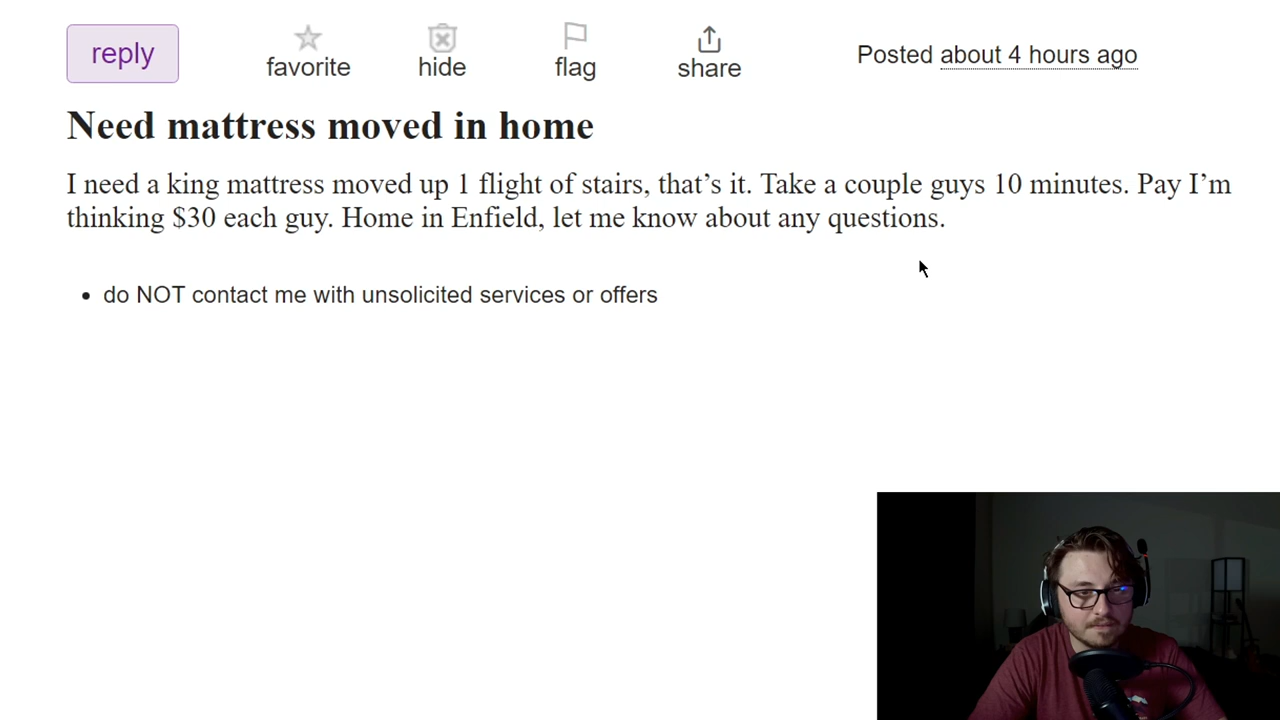 reply
favorite
hide
flag
share
Posted about 4 hours ago
Need mattress moved in home
I need a king mattress moved up 1 flight of stairs, that’s it. Take a couple guys 10 minutes. Pay I’m
thinking $30 each guy. Home in Enfield, let me know about any questions.
• do NOT contact me with unsolicited services or offers